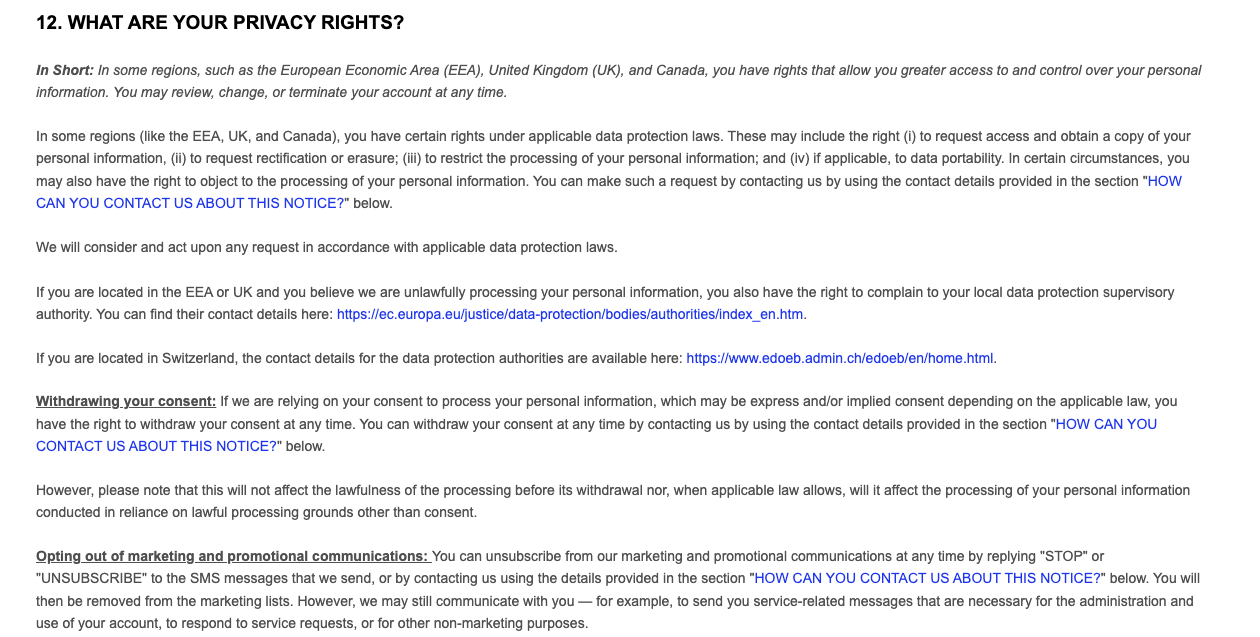 12. WHAT ARE YOUR PRIVACY RIGHTS?
In Short: In some regions, such as the European Economic Area (EEA), United Kingdom (UK), and Canada, you have rights that allow you greater access to and control over your personal
information. You may review, change, or terminate your account at any time.
In some regions (like the EEA, UK, and Canada), you have certain rights under applicable data protection laws. These may include the right (i) to request access and obtain a copy of your
personal information, (ii) to request rectification or erasure; (iii) to restrict the processing of your personal information; and (iv) if applicable, to data portability. In certain circumstances, you
may also have the right to object to the processing of your personal information. You can make such a request by contacting us by using the contact details provided in the section "HOW
CAN YOU CONTACT US ABOUT THIS NOTICE?" below.
We will consider and act upon any request in accordance with applicable data protection laws.
If you are located in the EEA or UK and you believe we are unlawfully processing your personal information, you also have the right to complain to your local data protection supervisory
authority. You can find their contact details here: https://ec.europa.eu/justice/data-protection/bodies/authorities/index_en.htm.
If you are located in Switzerland, the contact details for the data protection authorities are available here: https://www.edoeb.admin.ch/edoeb/en/home.html.
Withdrawing your consent: If we are relying on your consent to process your personal information, which may be express and/or implied consent depending on the applicable law, you
have the right to withdraw your consent at any time. You can withdraw your consent at any time by contacting us by using the contact details provided in the section "HOW CAN YOU
CONTACT US ABOUT THIS NOTICE?" below.
However, please note that this will not affect the lawfulness of the processing before its withdrawal nor, when applicable law allows, will it affect the processing of your personal information
conducted in reliance on lawful processing grounds other than consent.
Opting out of marketing and promotional communications: You can unsubscribe from our marketing and promotional communications at any time by replying "STOP" or
"UNSUBSCRIBE" to the SMS messages that we send, or by contacting us using the details provided in the section "HOW CAN YOU CONTACT US ABOUT THIS NOTICE?" below. You will
then be removed from the marketing lists. However, we may still communicate with you — for example, to send you service-related messages that are necessary for the administration and
use of your account, to respond to service requests, or for other non-marketing purposes.